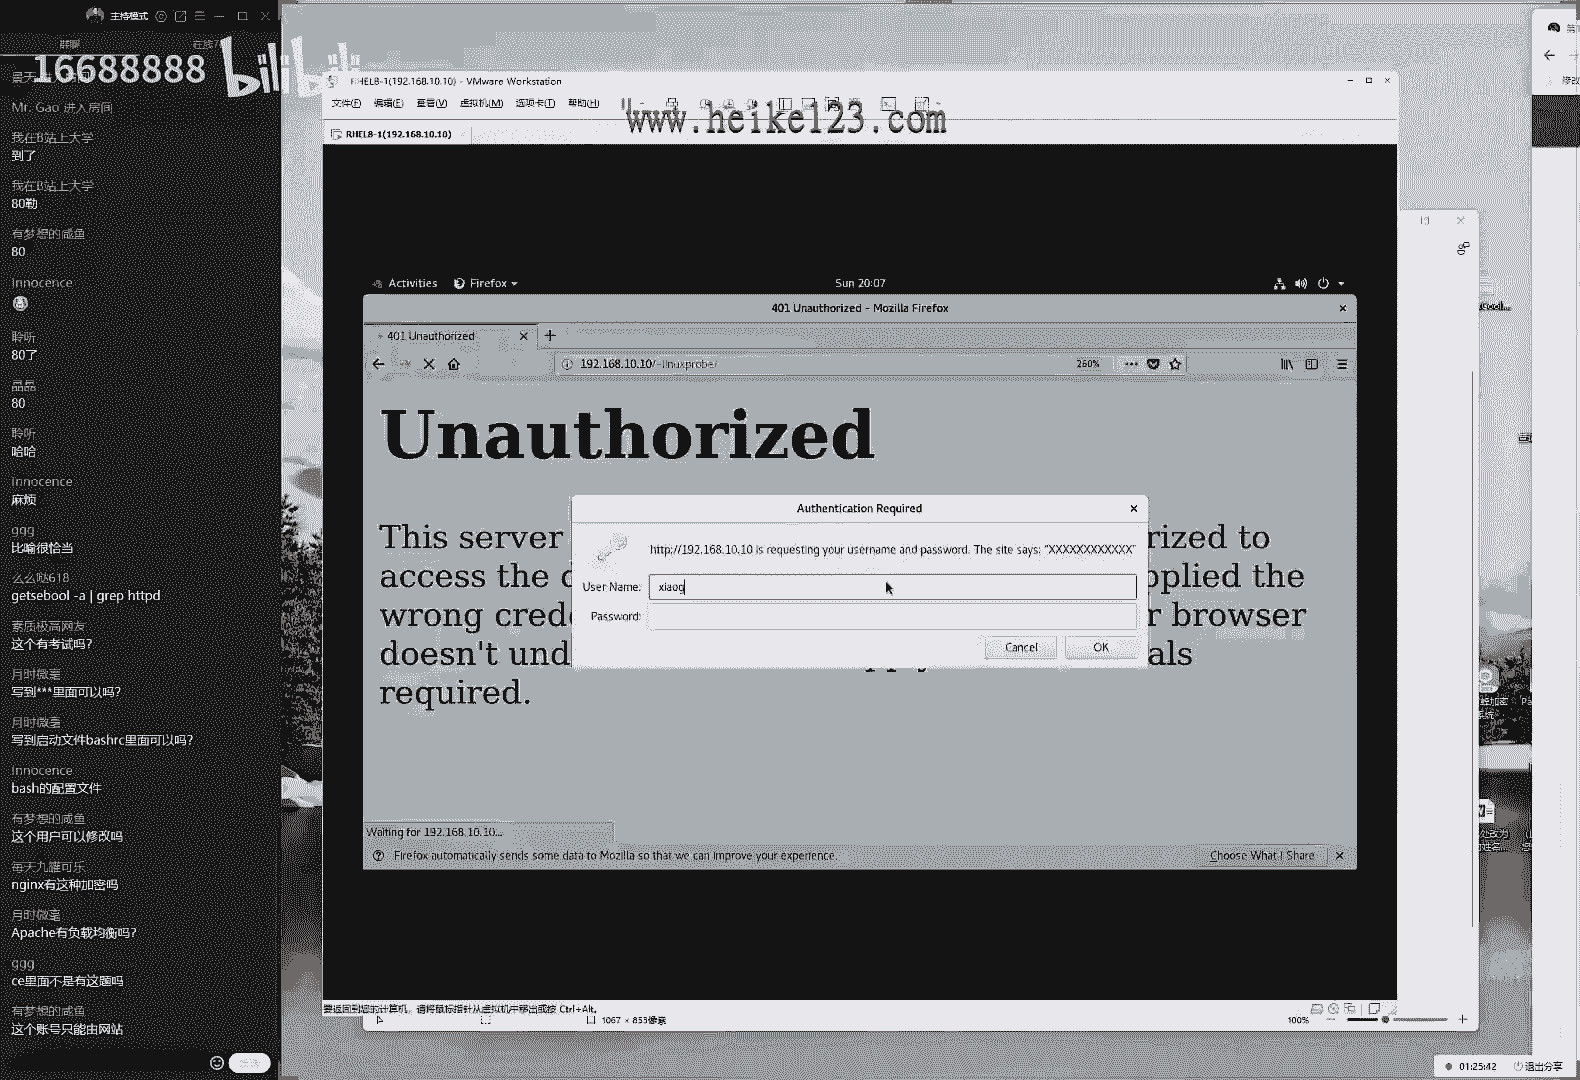 主格模式
16688888
bilibili
Mr. Gao 进入房间
我在B站上大学
到了
我在B站上大学
80勒
有梦想的咸鱼
80
Innocence
聆听
80了
晶晶
80
聆听
哈哈
Innocence
麻烦
ggg
比喻很恰当
么么哒618
getsebool -a | grep httpd
素质极高网友
这个有考试吗?
月时微毫
写到***里面可以吗?
月时微毫
写到启动文件bashrc里面可以吗?
Innocence
bash的配置文件
有梦想的咸鱼
这个用户可以修改吗
每天九罐可乐
nginx有这种加密吗
月时微毫
Apache有负载均衡吗?
ggg
ce里面不是有这题吗
有梦想的咸鱼
这个账号只能由网站
RHEL8-1(192.168.10.10) - VMware Workstation
文件(F) 编辑(E) 查看(V) 虚拟机(M) 选项卡(T) 帮助(H)
www.heike123.com
RHEL8-1(192.168.10.10)
Activities Firefox Sun 20:07
401 Unauthorized - Mozilla Firefox
401 Unauthorized
192.168.10.10/~linuxprober 260%
Unauthorized
This server rized to
access the pplied the
wrong cred r browser
doesn't und als
required.
Authentication Required
http://192.168.10.10 is requesting your username and password. The site says: "XXXXXXXXXXXX"
User Name: xiaog
Password:
Cancel OK
Waiting for 192.168.10.10...
Firefox automatically sends some data to Mozilla so that we can improve your experience. Choose What I Share
要返回到您的计算机，请将鼠标指针从虚拟机中移出或按 Ctrl+Alt。
1067 × 853像素 100%
01:25:42 退出分享